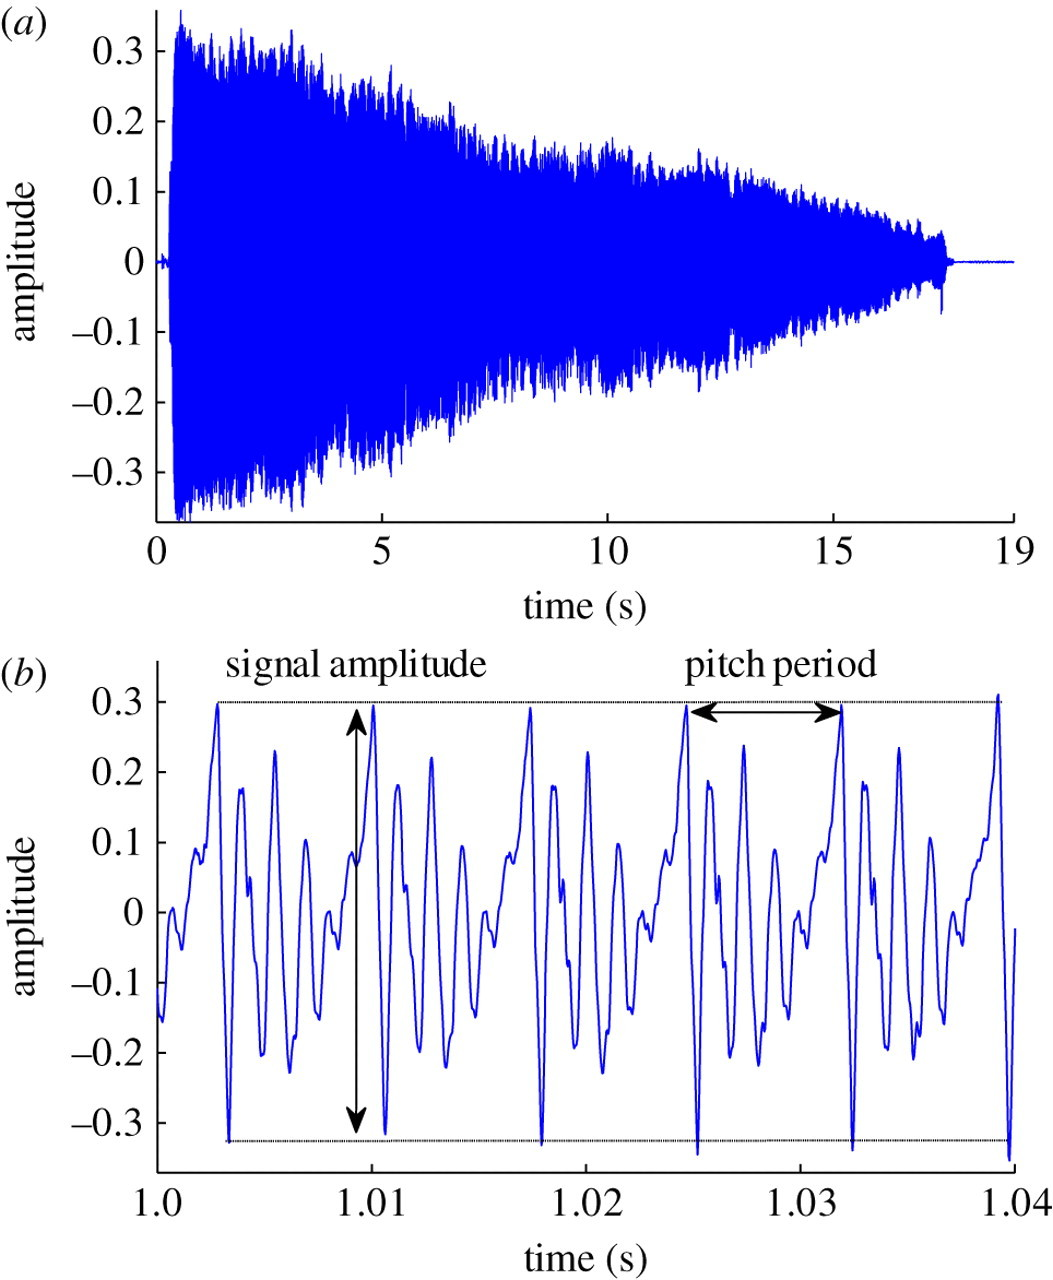 (a)
0.3
0.2
0.1
0
–0.1
–0.2
–0.3
amplitude
0 5 10 15 19
time (s)
(b)
signal amplitude pitch period
0.3
0.2
0.1
0
–0.1
–0.2
–0.3
amplitude
1.0 1.01 1.02 1.03 1.04
time (s)